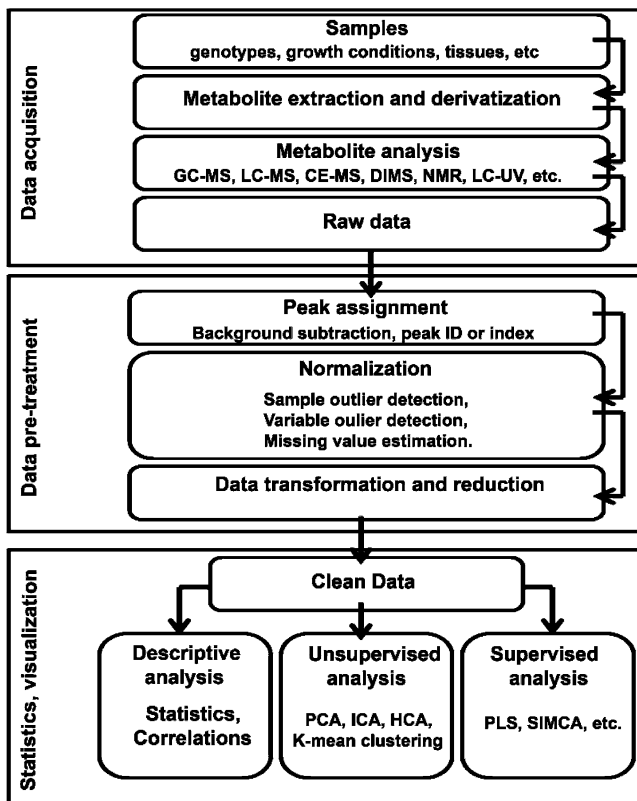 Data acquisition
Samples
genotypes, growth conditions, tissues, etc
Metabolite extraction and derivatization
Metabolite analysis
GC-MS, LC-MS, CE-MS, DIMS, NMR, LC-UV, etc.
Raw data
Data pre-treatment
Peak assignment
Background subtraction, peak ID or index
Normalization
Sample outlier detection,
Variable oulier detection,
Missing value estimation.
Data transformation and reduction
Statistics, visualization
Clean Data
Descriptive
analysis
Statistics,
Correlations
Unsupervised
analysis
PCA, ICA, HCA,
K-mean clustering
Supervised
analysis
PLS, SIMCA, etc.